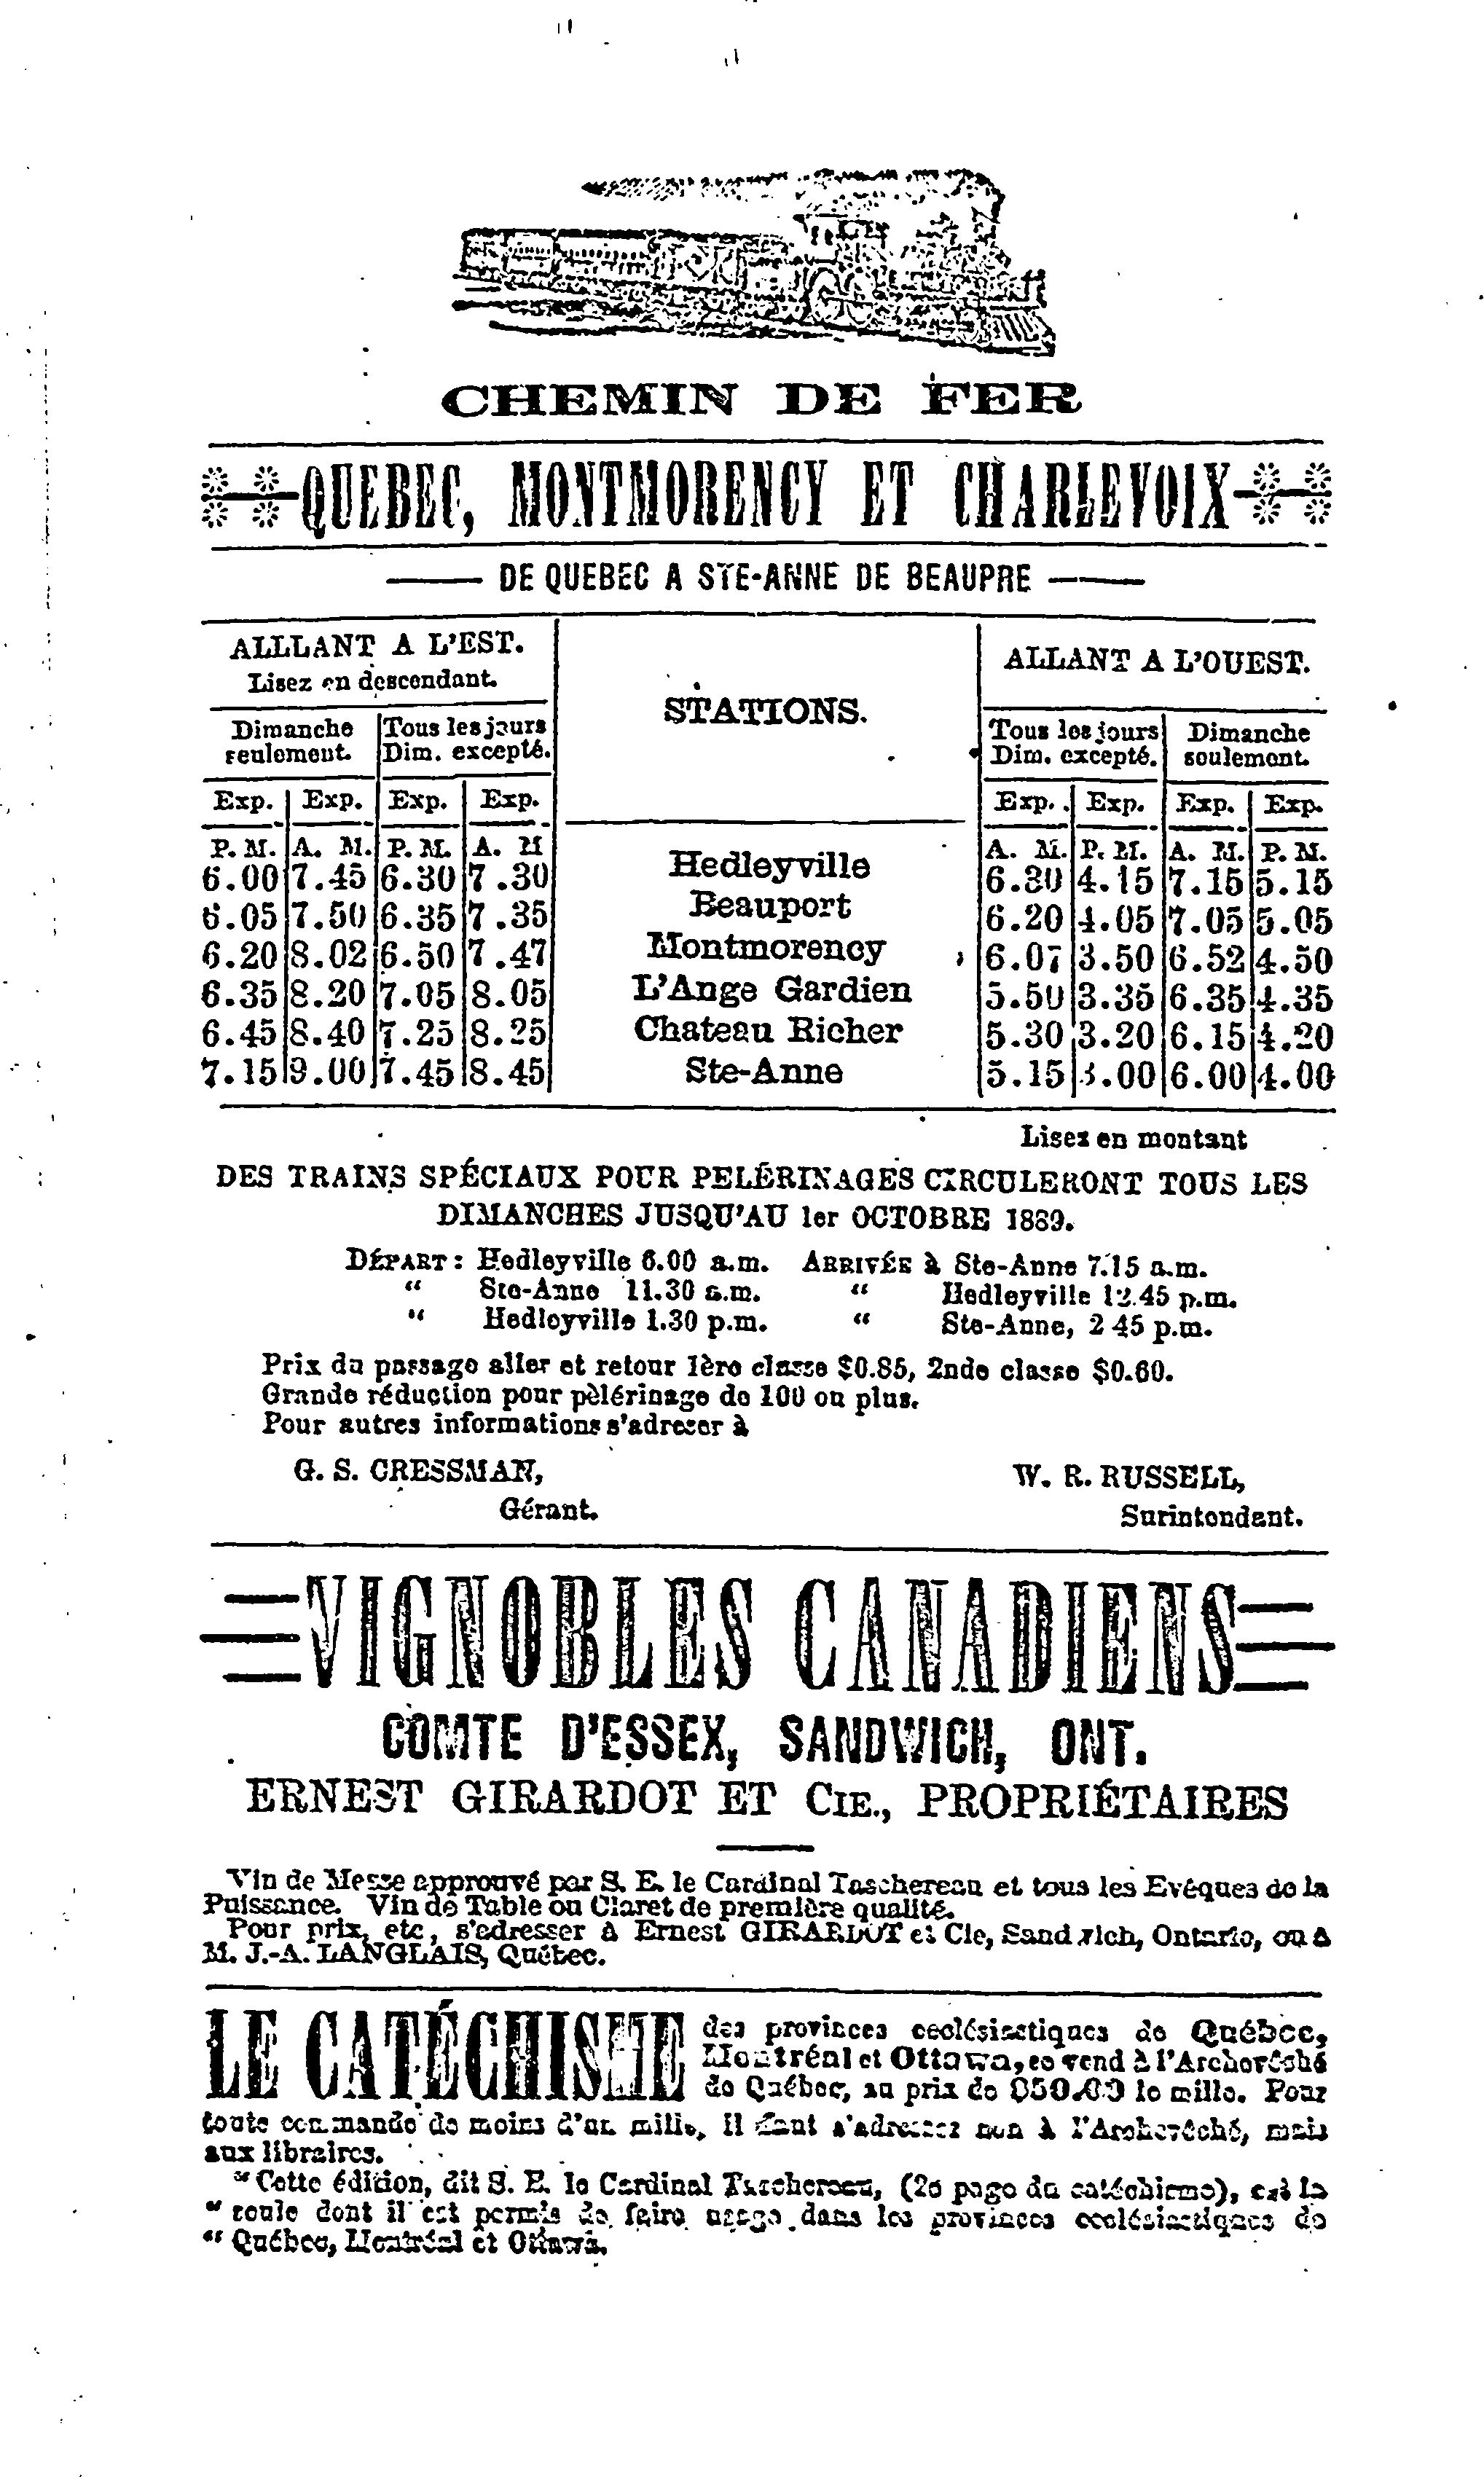 CHEMIN DE FER
QUEBEC, MONTMORENCY ET CHARLEVOIX
DE QUEBEC A STE-ANNE DE BEAUPRE
ALLLANT A L'EST. STATIONS. ALLANT A L'OUEST.
Lisez en descendant.
Dimanche seulement. Tous les jours Dim. excepté. Tous les jours Dim. excepté. Dimanche seulement.
Exp. Exp. Exp. Exp. Exp. Exp. Exp. Exp.
P. M. A. M. P. M. A. M A. M. P. M. A. M. P. M.
6.00 7.45 6.30 7.30 Hedleyville 6.30 4.15 7.15 5.15
6.05 7.50 6.35 7.35 Beauport 6.20 4.05 7.05 5.05
6.20 8.02 6.50 7.47 Montmorency 6.07 3.50 6.52 4.50
6.35 8.20 7.05 8.05 L'Ange Gardien 5.50 3.35 6.35 4.35
6.45 8.40 7.25 8.25 Chateau Richer 5.30 3.20 6.15 4.20
7.15 9.00 7.45 8.45 Ste-Anne 5.15 3.00 6.00 4.00
Lisez en montant
DES TRAINS SPÉCIAUX POUR PELÉRINAGES CIRCULERONT TOUS LES
DIMANCHES JUSQU'AU 1er OCTOBRE 1889.
DÉPART : Hedleyville 6.00 a.m. ARRIVÉE à Ste-Anne 7.15 a.m.
“ Ste-Anne 11.30 a.m. “ Hedleyville 12.45 p.m.
“ Hedleyville 1.30 p.m. “ Ste-Anne, 2 45 p.m.
Prix du passage aller et retour 1ère classe $0.85, 2nde classe $0.60.
Grande réduction pour pèlérinage de 100 ou plus.
Pour autres informations s'adreser à
G. S. CRESSMAN, W. R. RUSSELL,
Gérant. Surintendant.
VIGNOBLES CANADIENS
COMTE D'ESSEX, SANDWICH, ONT.
ERNEST GIRARDOT ET CIE., PROPRIÉTAIRES
Vin de Messe approuvé par S. E. le Cardinal Taschereau et tous les Evéques de la
Puissance. Vin de Table ou Claret de première qualité.
Pour prix, etc, s'adresser à Ernest GIRARDOT et Cie, Sandwich, Ontario, ou à
M. J.-A. LANGLAIS, Québec.
LE CATÉCHISME des provinces ecclésiastiques de Québec,
Montréal et Ottawa, se vend à l'Archevêché
de Québec, au prix de $50.00 le mille. Pour
toute commande de moins d'un mille, il faut s'adresser non à l'Archevêché, mais
aux libraires.
“ Cette édition, dit S. E. le Cardinal Taschereau, (2e page du catéchisme), est la
“ seule dont il est permis de faire usage dans les provinces ecclésiastiques de
“ Québec, Montréal et Ottawa.